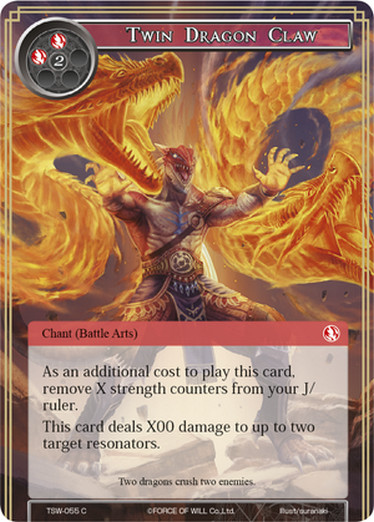 Twin Dragon Claw
2
Chant (Battle Arts)
As an additional cost to play this card,
remove X strength counters from your J/
ruler.
This card deals X00 damage to up to two
target resonators.
Two dragons crush two enemies.
TSW-055 C ©FORCE OF WILL Co.,Ltd. Illust/suranaki